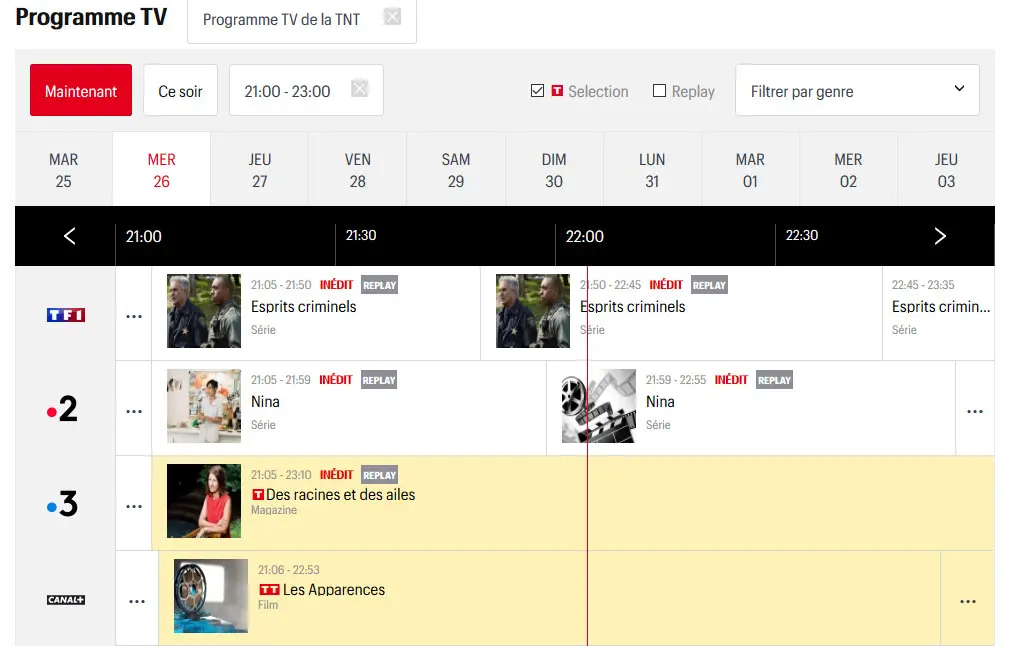 Programme TV
Programme TV de la TNT
Maintenant
Ce soir
21:00 - 23:00
T Selection
Replay
Filtrer par genre
MAR
25
MER
26
JEU
27
VEN
28
SAM
29
DIM
30
LUN
31
MAR
01
MER
02
JEU
03
21:00
21:30
22:00
22:30
TF1
...
21:05 - 21:50 INÉDIT REPLAY
Esprits criminels
Série
21:50 - 22:45 INÉDIT REPLAY
Esprits criminels
Série
22:45 - 23:35
Esprits crimin...
Série
2
...
21:05 - 21:59 INÉDIT REPLAY
Nina
Série
21:59 - 22:55 INÉDIT REPLAY
Nina
Série
...
3
...
21:05 - 23:10 INÉDIT REPLAY
T Des racines et des ailes
Magazine
CANAL+
...
21:06 - 22:53
TT Les Apparences
Film
...